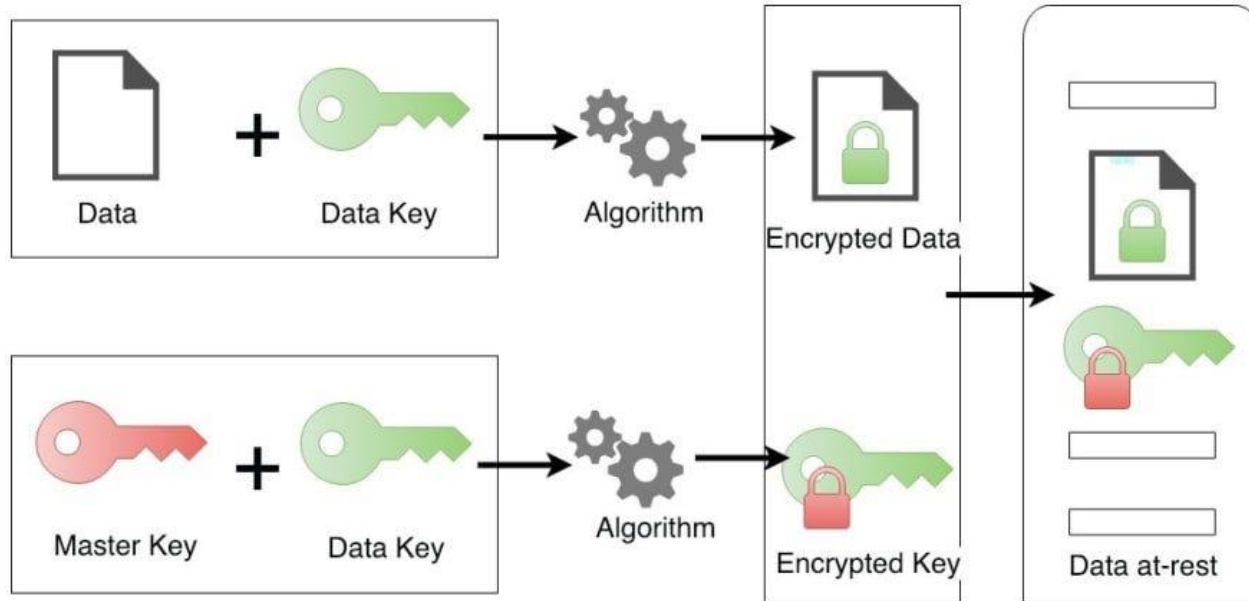 Data
Data Key
Algorithm
Encrypted Data
Master Key
Data Key
Algorithm
Encrypted Key
Data at-rest